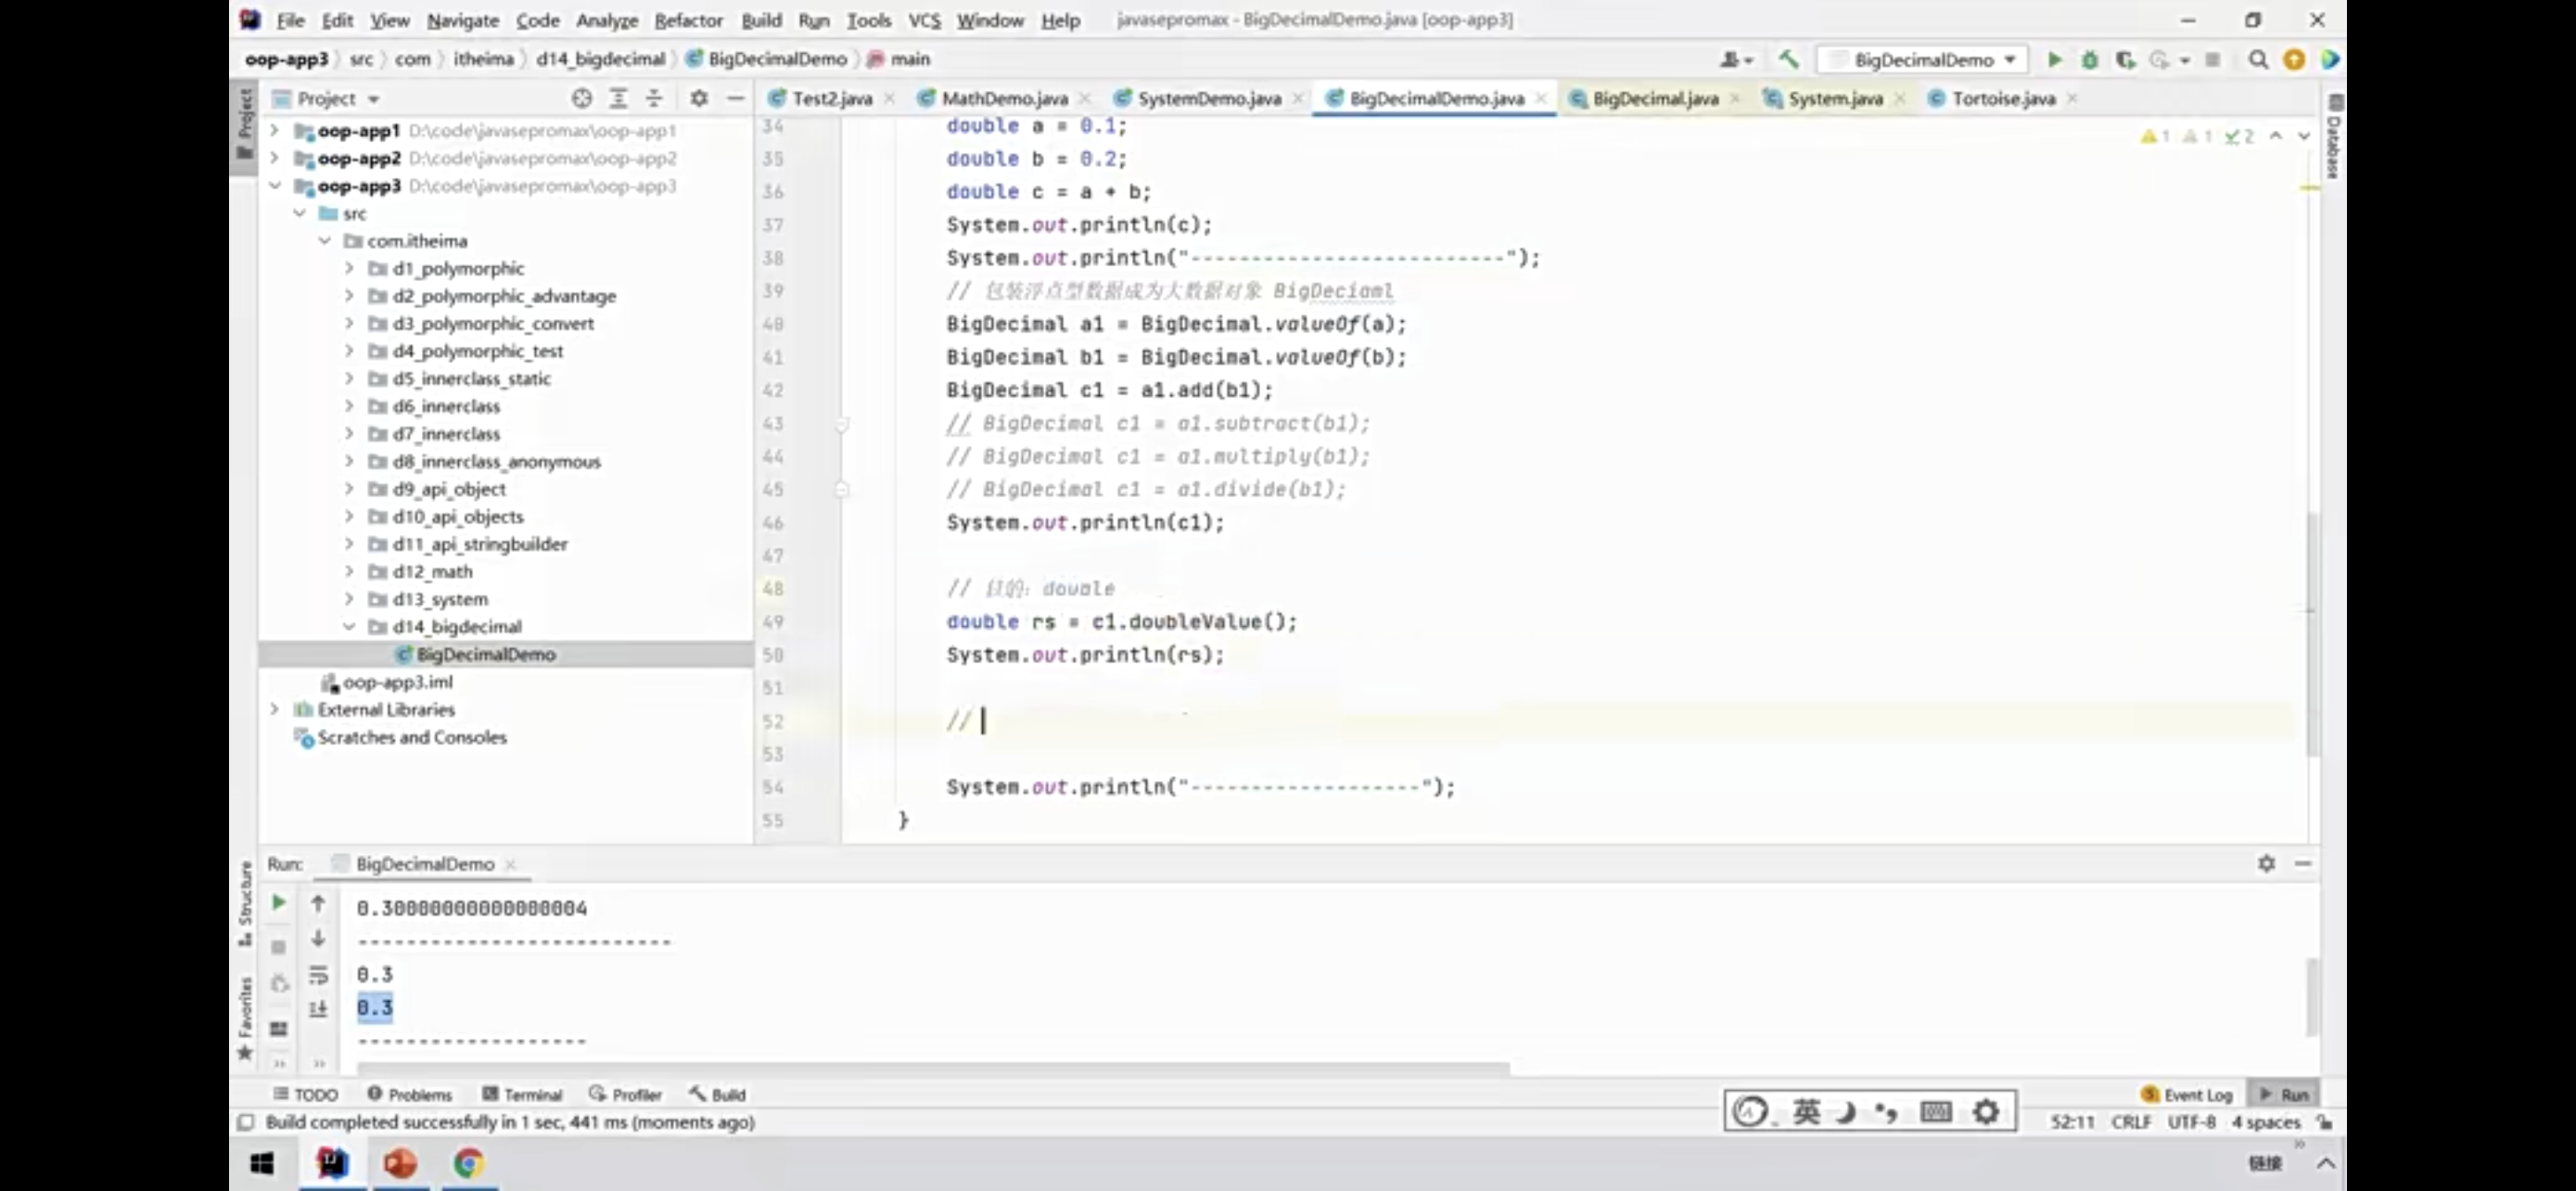 File Edit View Navigate Code Analyze Refactor Build Run Tools VCS Window Help javasepromax - BigDecimalDemo.java [oop-app3]
oop-app3 src com itheima d14_bigdecimal BigDecimalDemo main BigDecimalDemo
Project Test2.java MathDemo.java SystemDemo.java BigDecimalDemo.java BigDecimal.java System.java Tortoise.java
Project
oop-app1 D:\code\javasepromax\oop-app1
oop-app2 D:\code\javasepromax\oop-app2
oop-app3 D:\code\javasepromax\oop-app3
src
com.itheima
d1_polymorphic
d2_polymorphic_advantage
d3_polymorphic_convert
d4_polymorphic_test
d5_innerclass_static
d6_innerclass
d7_innerclass
d8_innerclass_anonymous
d9_api_object
d10_api_objects
d11_api_stringbuilder
d12_math
d13_system
d14_bigdecimal
BigDecimalDemo
oop-app3.iml
External Libraries
Scratches and Consoles
34 double a = 0.1;
35 double b = 0.2;
36 double c = a + b;
37 System.out.println(c);
38 System.out.println("--------------------------");
39 // 包装浮点型数据成为大数据对象 BigDeciaml
40 BigDecimal a1 = BigDecimal.valueOf(a);
41 BigDecimal b1 = BigDecimal.valueOf(b);
42 BigDecimal c1 = a1.add(b1);
43 // BigDecimal c1 = a1.subtract(b1);
44 // BigDecimal c1 = a1.multiply(b1);
45 // BigDecimal c1 = a1.divide(b1);
46 System.out.println(c1);
47
48 // 目的：double
49 double rs = c1.doubleValue();
50 System.out.println(rs);
51
52 //
53
54 System.out.println("-------------------");
55 }
1 1 2
Database
Structure
Favorites
Run: BigDecimalDemo
0.30000000000000004
--------------------------
0.3
0.3
-------------------
TODO Problems Terminal Profiler Build Event Log Run
Build completed successfully in 1 sec, 441 ms (moments ago) 英 52:11 CRLF UTF-8 4 spaces
链接